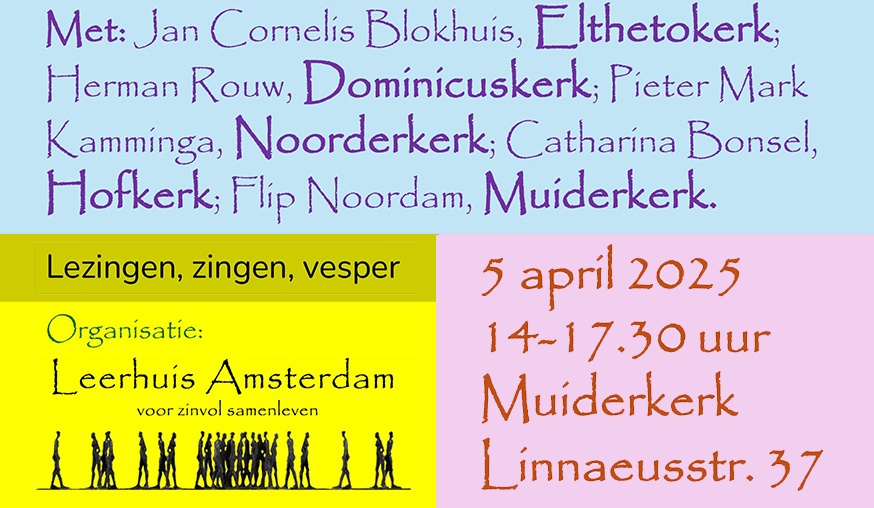 Met: Jan Cornelis Blokhuis, Elthetokerk;
Herman Rouw, Dominicuskerk; Pieter Mark
Kamminga, Noorderkerk; Catharina Bonsel,
Hofkerk; Flip Noordam, Muiderkerk.
Lezingen, zingen, vesper
Organisatie:
Leerhuis Amsterdam
voor zinvol samenleven
5 april 2025
14-17.30 uur
Muiderkerk
Linnaeusstr. 37